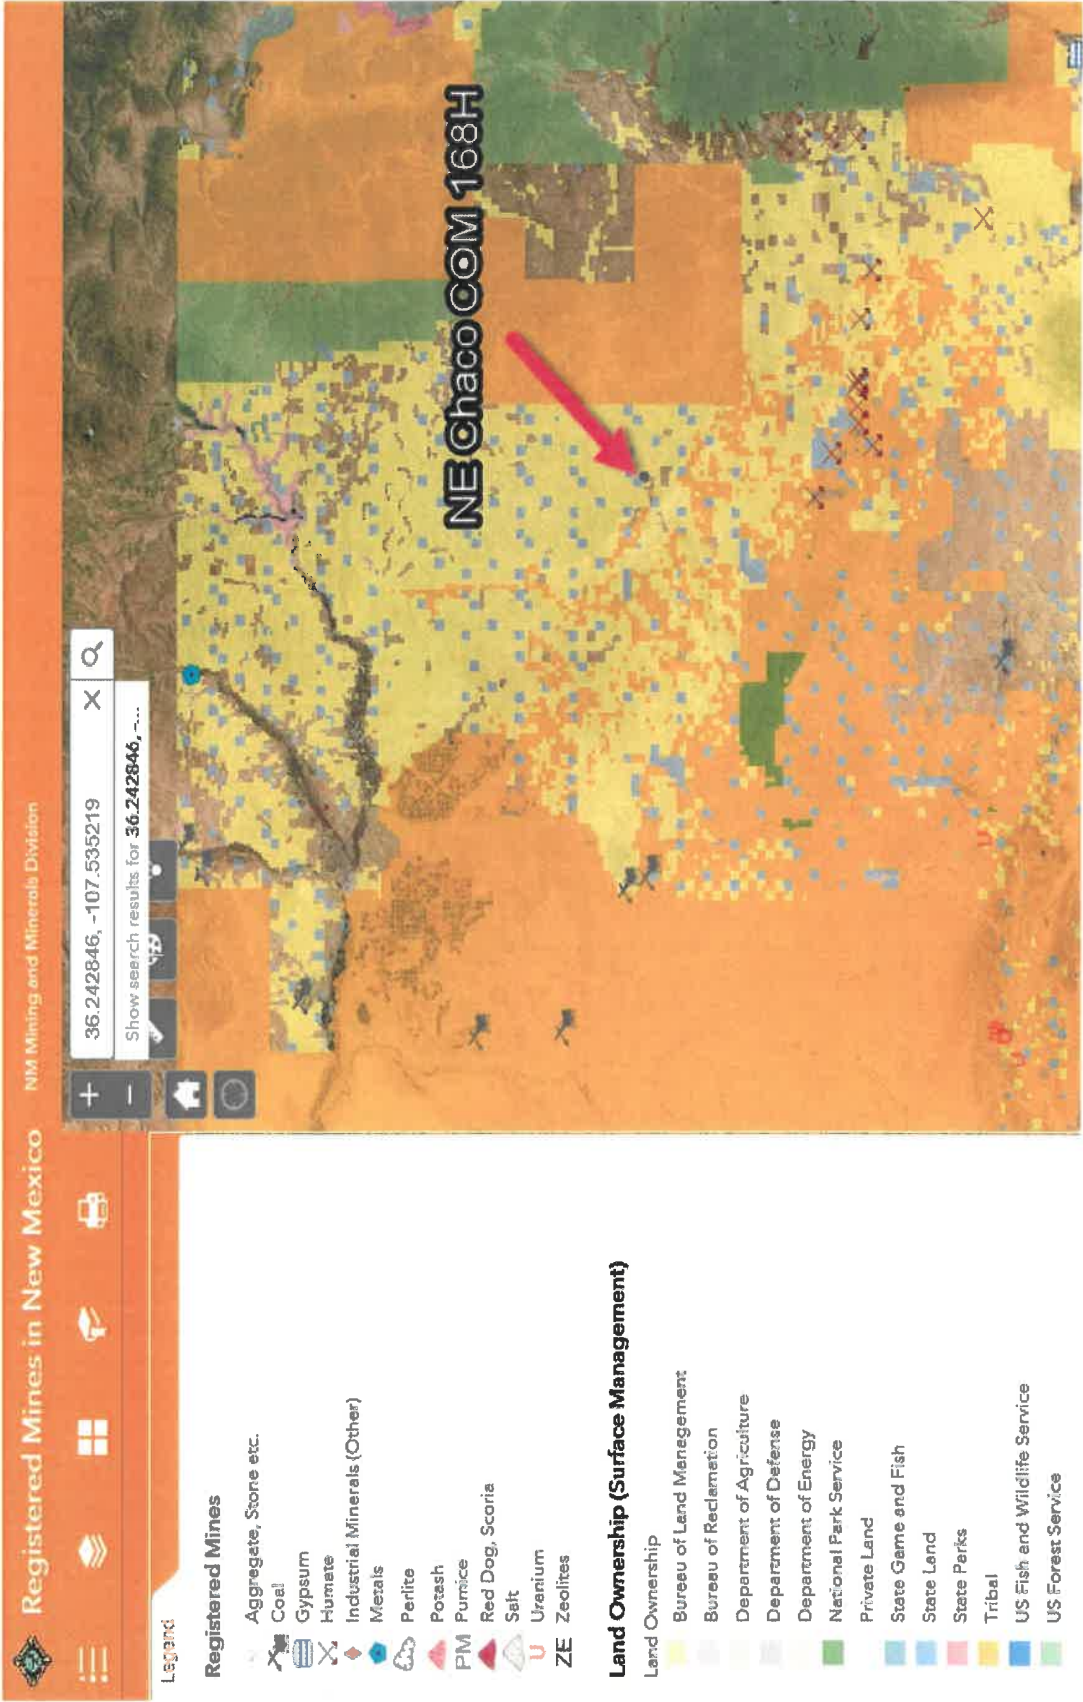 Registered Mines in New Mexico
NM Mining and Minerals Division
36.242846, -107.535219
Show search results for 36.242846, -...
+
−
NE Chaco COM 168H
Legend
Registered Mines
Aggregate, Stone etc.
Coal
Gypsum
Humate
Industrial Minerals (Other)
Metals
Perlite
Potash
PM Pumice
Red Dog, Scoria
Salt
U Uranium
ZE Zeolites
Land Ownership (Surface Management)
Land Ownership
Bureau of Land Management
Bureau of Reclamation
Department of Agriculture
Department of Defense
Department of Energy
National Park Service
Private Land
State Game and Fish
State Land
State Parks
Tribal
US Fish and Wildlife Service
US Forest Service